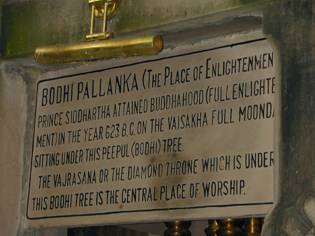 BODHI PALLANKA (THE PLACE OF ENLIGHTENMEN
PRINCE SIDDHARTHA ATTAINED BUDDHAHOOD (FULL ENLIGHTE
MENT) IN THE YEAR 623 B.C. ON THE VAISAKHA FULL MOONDA
SITTING UNDER THIS PEEPUL (BODHI) TREE.
THE VAJRASANA OR THE DIAMOND THRONE WHICH IS UNDER
THIS BODHI TREE IS THE CENTRAL PLACE OF WORSHIP.